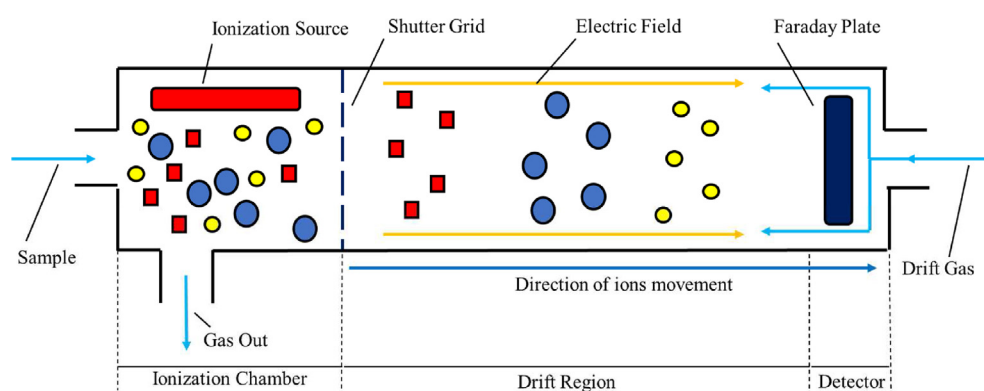 Ionization Source
Shutter Grid
Electric Field
Faraday Plate
Sample
Drift Gas
Direction of ions movement
Gas Out
Ionization Chamber
Drift Region
Detector